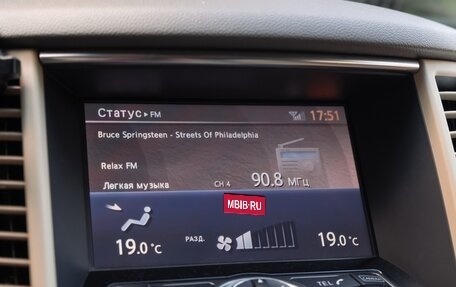 Статус ▸ FM 17:51
Bruce Springsteen - Streets Of Philadelphia
Relax FM
Легкая музыка CH 4 90.8 МГц
MBIB.RU
РАЗД.
19.0°C 19.0°C
TEL